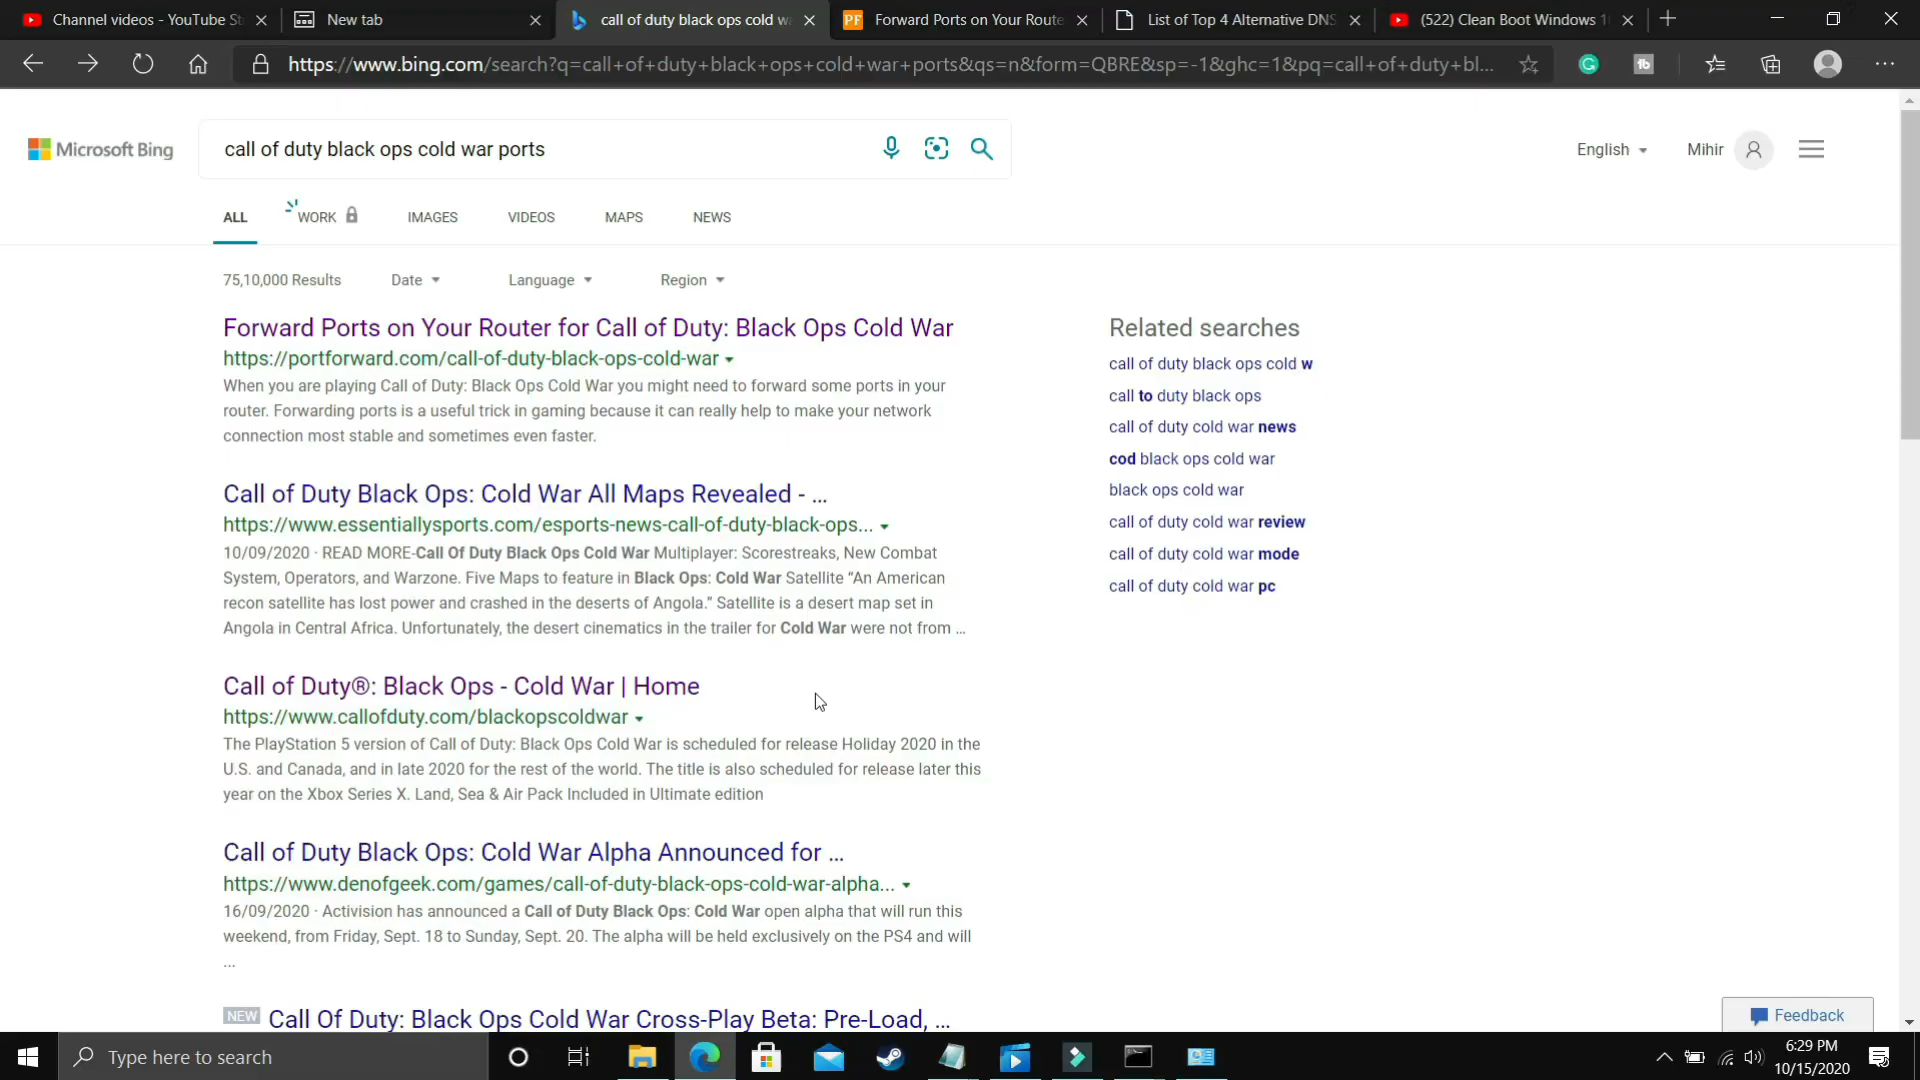 Channel videos - YouTube St
New tab
call of duty black ops cold wa
PF Forward Ports on Your Route
List of Top 4 Alternative DNS
(522) Clean Boot Windows 1
https://www.bing.com/search?q=call+of+duty+black+ops+cold+war+ports&qs=n&form=QBRE&sp=-1&ghc=1&pq=call+of+duty+bl...
Microsoft Bing
call of duty black ops cold war ports
English
Mihir
ALL
WORK
IMAGES
VIDEOS
MAPS
NEWS
75,10,000 Results
Date
Language
Region
Forward Ports on Your Router for Call of Duty: Black Ops Cold War
https://portforward.com/call-of-duty-black-ops-cold-war
When you are playing Call of Duty: Black Ops Cold War you might need to forward some ports in your
router. Forwarding ports is a useful trick in gaming because it can really help to make your network
connection most stable and sometimes even faster.
Call of Duty Black Ops: Cold War All Maps Revealed - ...
https://www.essentiallysports.com/esports-news-call-of-duty-black-ops...
10/09/2020 · READ MORE-Call Of Duty Black Ops Cold War Multiplayer: Scorestreaks, New Combat
System, Operators, and Warzone. Five Maps to feature in Black Ops: Cold War Satellite “An American
recon satellite has lost power and crashed in the deserts of Angola.” Satellite is a desert map set in
Angola in Central Africa. Unfortunately, the desert cinematics in the trailer for Cold War were not from ...
Call of Duty®: Black Ops - Cold War | Home
https://www.callofduty.com/blackopscoldwar
The PlayStation 5 version of Call of Duty: Black Ops Cold War is scheduled for release Holiday 2020 in the
U.S. and Canada, and in late 2020 for the rest of the world. The title is also scheduled for release later this
year on the Xbox Series X. Land, Sea & Air Pack Included in Ultimate edition
Call of Duty Black Ops: Cold War Alpha Announced for ...
https://www.denofgeek.com/games/call-of-duty-black-ops-cold-war-alpha...
16/09/2020 · Activision has announced a Call of Duty Black Ops: Cold War open alpha that will run this
weekend, from Friday, Sept. 18 to Sunday, Sept. 20. The alpha will be held exclusively on the PS4 and will
...
NEW Call Of Duty: Black Ops Cold War Cross-Play Beta: Pre-Load, ...
Related searches
call of duty black ops cold w
call to duty black ops
call of duty cold war news
cod black ops cold war
black ops cold war
call of duty cold war review
call of duty cold war mode
call of duty cold war pc
Feedback
Type here to search
6:29 PM
10/15/2020